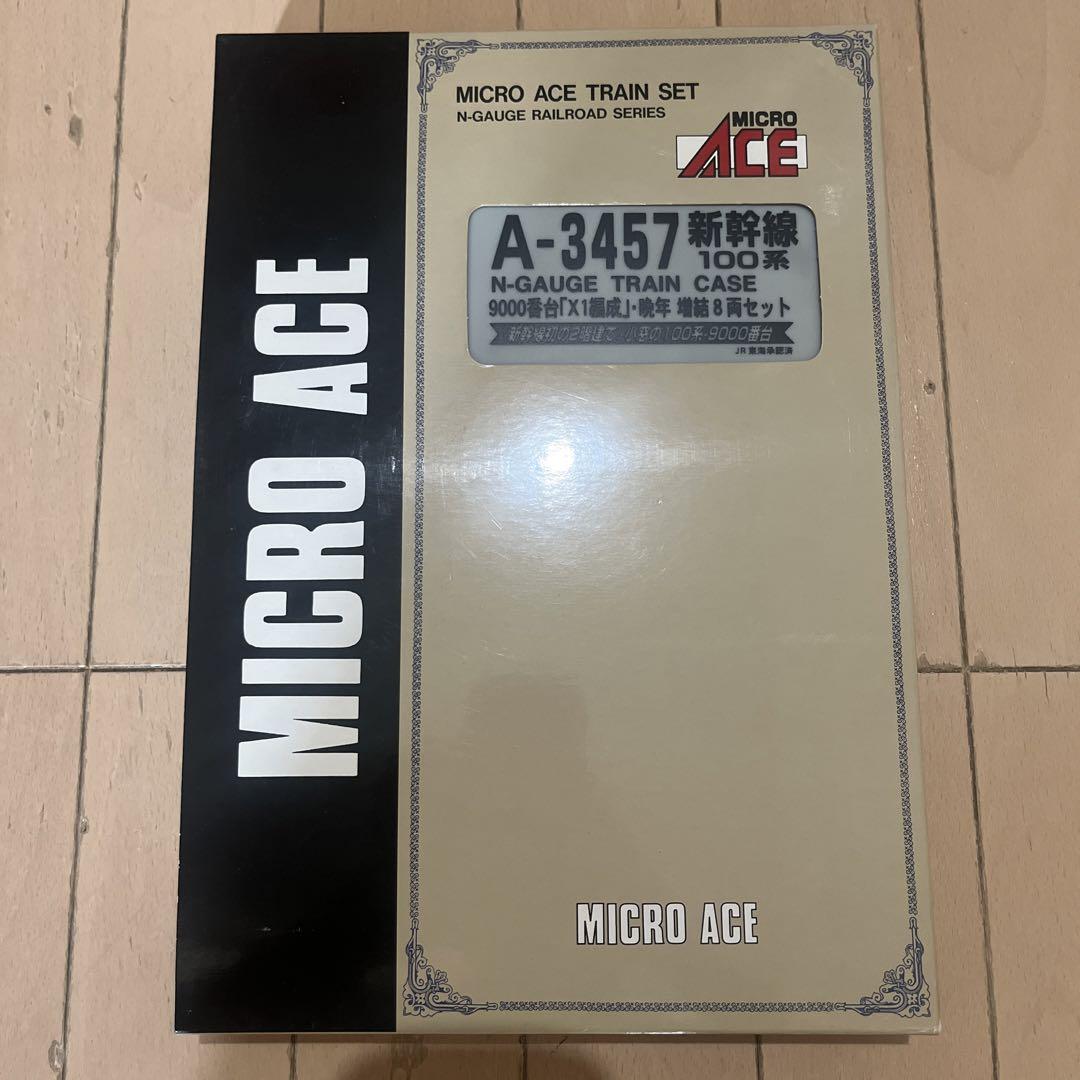 MICRO ACE
MICRO ACE TRAIN SET
N-GAUGE RAILROAD SERIES
MICRO
ACE
A-3457 新幹線
100系
N-GAUGE TRAIN CASE
9000番台「X1編成」・晩年 増結8両セット
新幹線初の2階建て・小窓の100系・9000番台
JR東海承認済
MICRO ACE